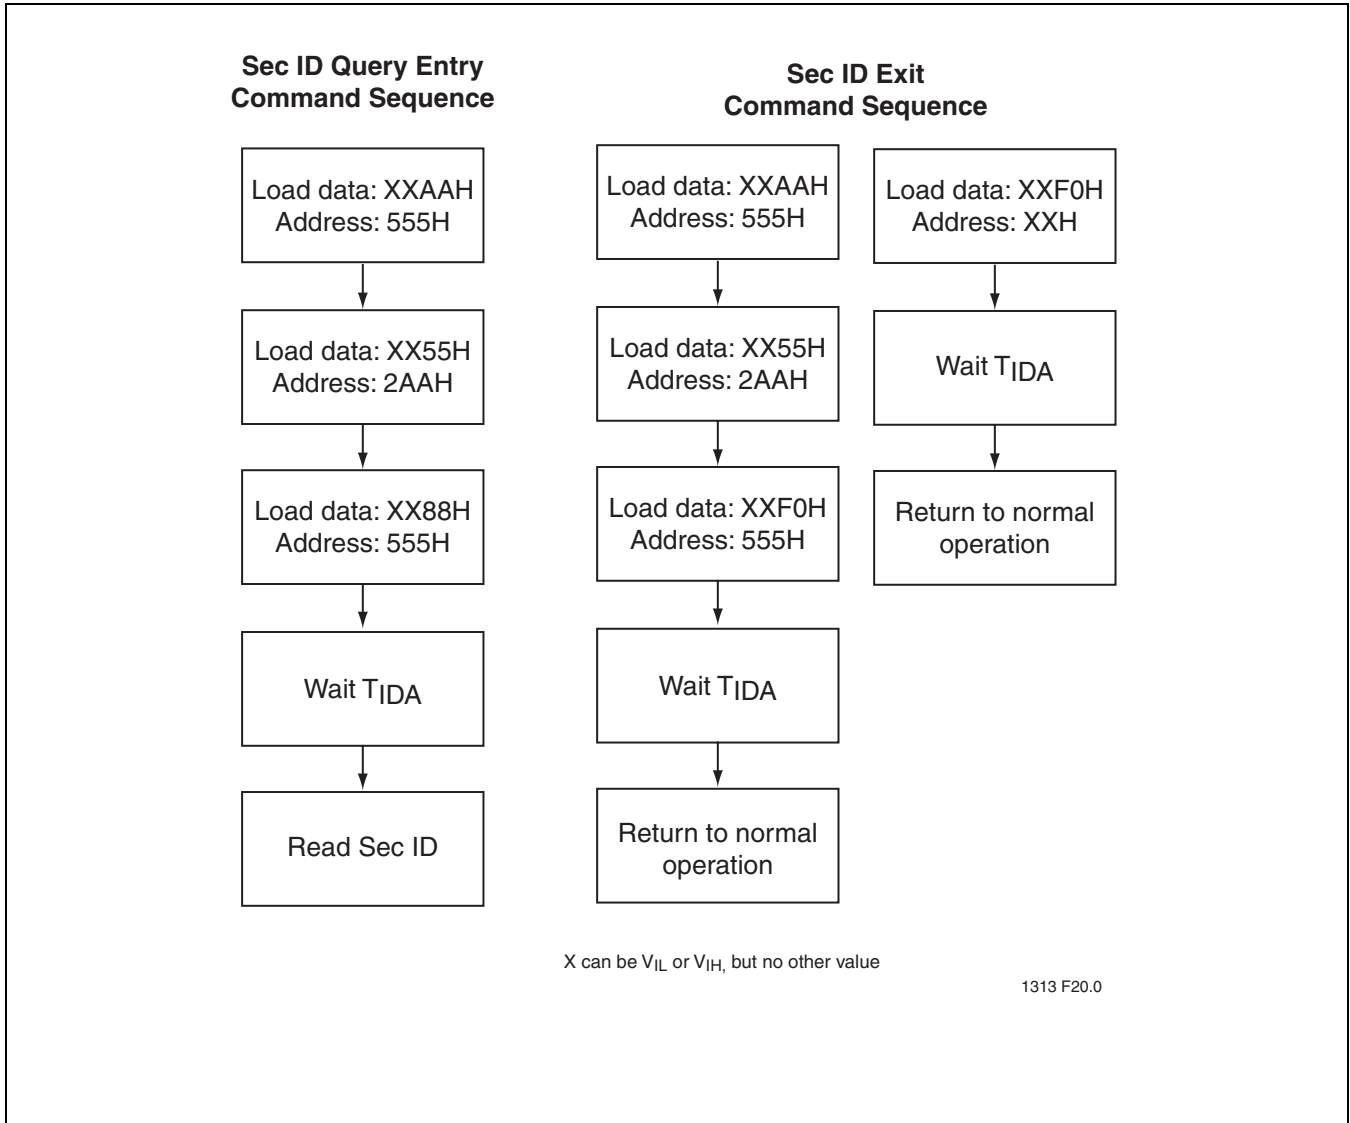 Sec ID Query Entry
Command Sequence
Load data: XXAAH
Address: 555H
Load data: XX55H
Address: 2AAH
Load data: XX88H
Address: 555H
Wait TIDA
Read Sec ID
Sec ID Exit
Command Sequence
Load data: XXAAH
Address: 555H
Load data: XX55H
Address: 2AAH
Load data: XXF0H
Address: 555H
Wait TIDA
Return to normal
operation
Load data: XXF0H
Address: XXH
Wait TIDA
Return to normal
operation
X can be VIL or VIH, but no other value
1313 F20.0